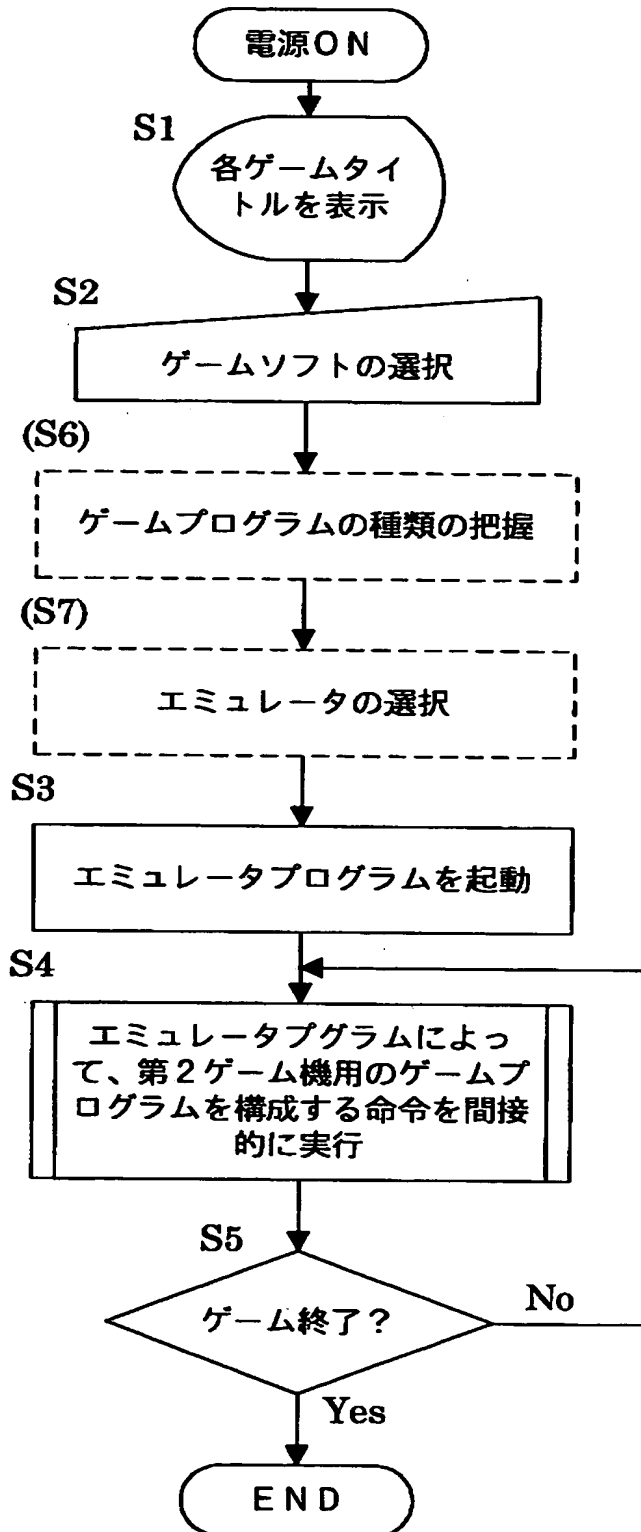 電源ON
S1
各ゲームタイ
トルを表示
S2
ゲームソフトの選択
(S6)
ゲームプログラムの種類の把握
(S7)
エミュレータの選択
S3
エミュレータプログラムを起動
S4
エミュレータプグラムによっ
て、第２ゲーム機用のゲームプ
ログラムを構成する命令を間接
的に実行
S5
ゲーム終了？
No
Yes
END